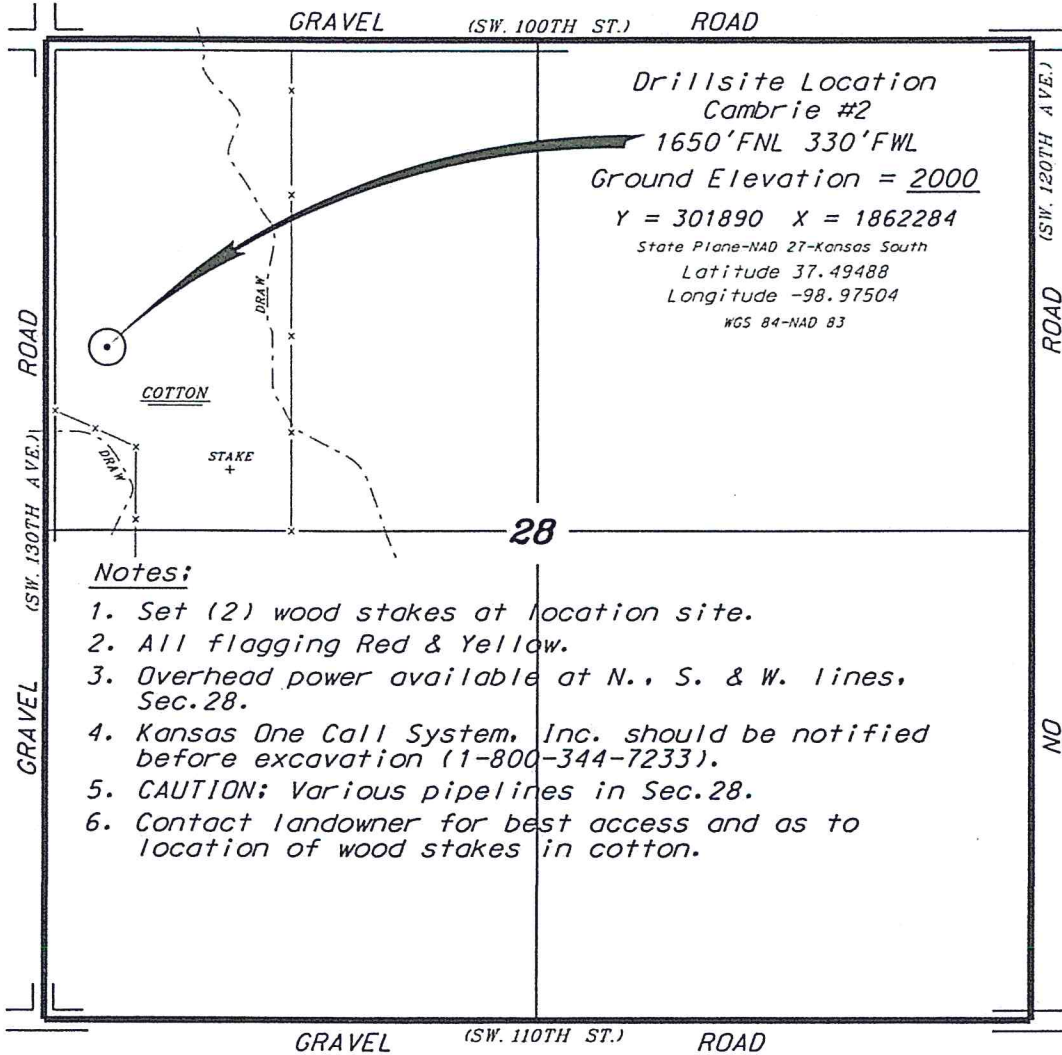 GRAVEL (SW. 100TH ST.) ROAD
Drillsite Location
Cambrie #2
1650'FNL 330'FWL
Ground Elevation = 2000
Y = 301890 X = 1862284
State Plane-NAD 27-Kansas South
Latitude 37.49488
Longitude -98.97504
WGS 84-NAD 83
(SW. 120TH AVE.)
ROAD
NO
DRAW
COTTON
DRAW
STAKE
28
ROAD
(SW. 130TH AVE.)
GRAVEL
Notes:
1. Set (2) wood stakes at location site.
2. All flagging Red & Yellow.
3. Overhead power available at N., S. & W. lines,
Sec.28.
4. Kansas One Call System, Inc. should be notified
before excavation (1-800-344-7233).
5. CAUTION: Various pipelines in Sec.28.
6. Contact landowner for best access and as to
location of wood stakes in cotton.
GRAVEL (SW. 110TH ST.) ROAD